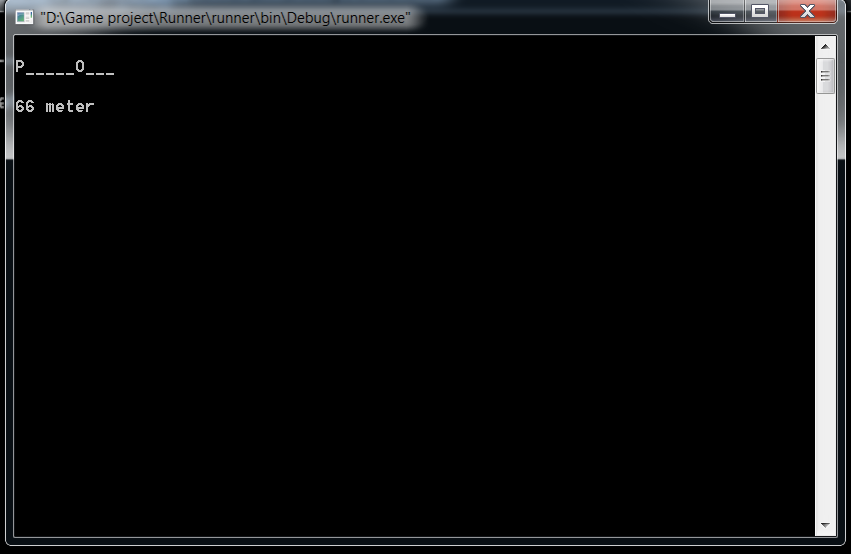 "D:\Game project\Runner\runner\bin\Debug\runner.exe"
P_____O___
66 meter